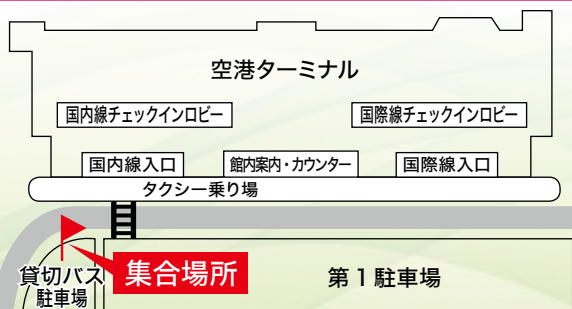 空港ターミナル
国内線チェックインロビー
国際線チェックインロビー
国内線入口
館内案内・カウンター
国際線入口
タクシー乗り場
貸切バス
駐車場
集合場所
第1駐車場